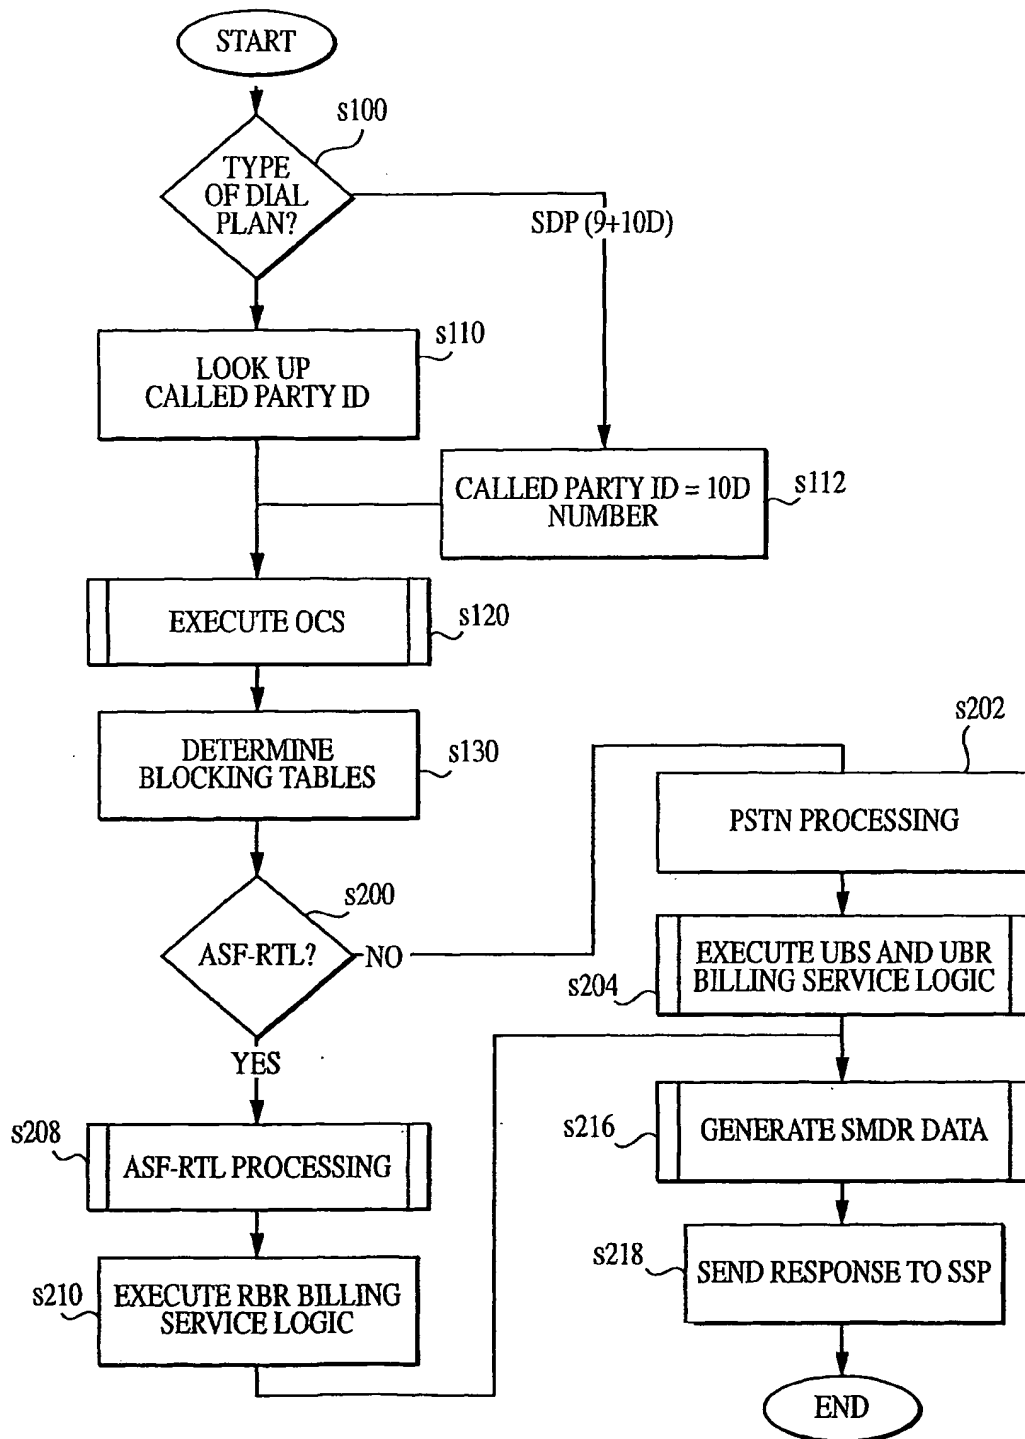 START
s100
TYPE
OF DIAL
PLAN?
SDP (9+10D)
s110
LOOK UP
CALLED PARTY ID
CALLED PARTY ID = 10D
NUMBER
s112
EXECUTE OCS
s120
DETERMINE
BLOCKING TABLES
s130
s200
ASF-RTL?
NO
YES
s208
ASF-RTL PROCESSING
s210
EXECUTE RBR BILLING
SERVICE LOGIC
s202
PSTN PROCESSING
EXECUTE UBS AND UBR
BILLING SERVICE LOGIC
s204
s216
GENERATE SMDR DATA
s218
SEND RESPONSE TO SSP
END